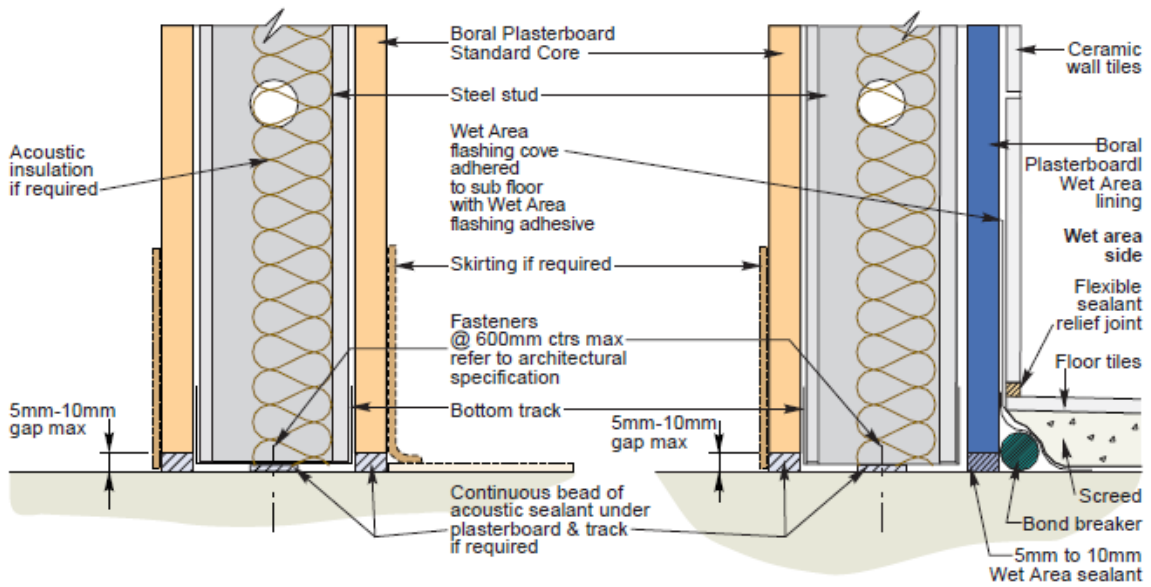 Boral Plasterboard
Standard Core
Steel stud
Wet Area
flashing cove
adhered
to sub floor
with Wet Area
flashing adhesive
Acoustic
insulation
if required
Skirting if required
Fasteners
@ 600mm ctrs max
refer to architectural
specification
5mm-10mm
gap max
Bottom track
Continuous bead of
acoustic sealant under
plasterboard & track
if required
5mm-10mm
gap max
Ceramic
wall tiles
Boral
Plasterboardl
Wet Area
lining
Wet area
side
Flexible
sealant
relief joint
Floor tiles
Screed
Bond breaker
5mm to 10mm
Wet Area sealant